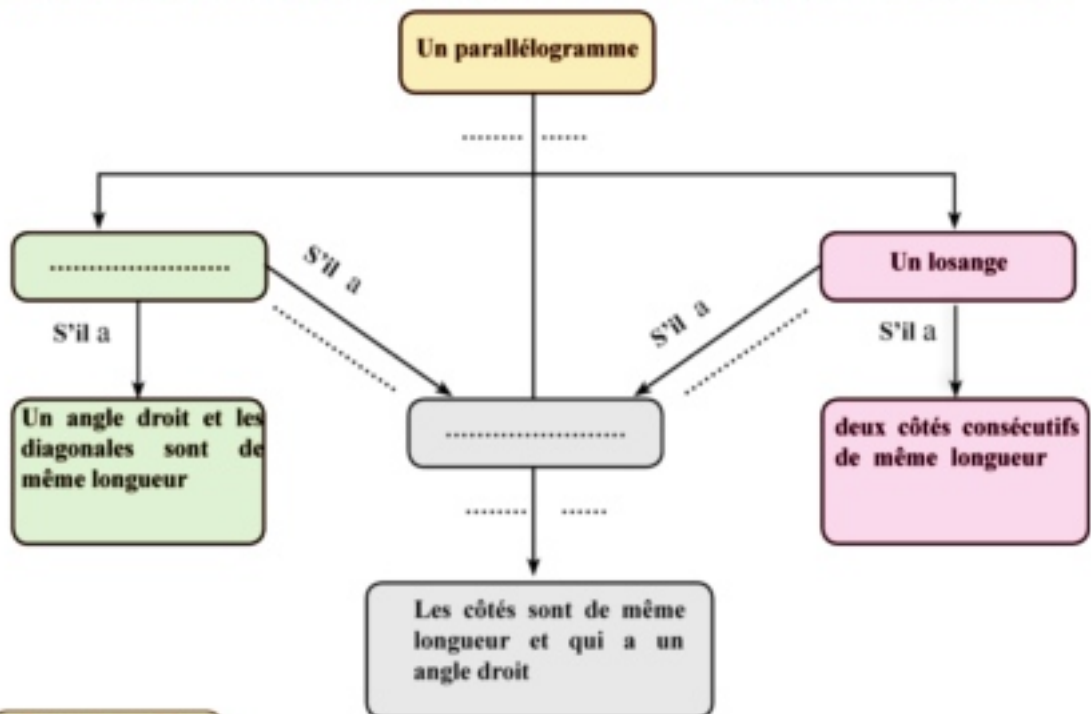 Un parallélogramme
........ ......
.......................
S'il a
S'il a
Un losange
S'il a
S'il a
.................
.................
Un angle droit et les
diagonales sont de
même longueur
.......................
deux côtés consécutifs
de même longueur
........ ......
Les côtés sont de même
longueur et qui a un
angle droit